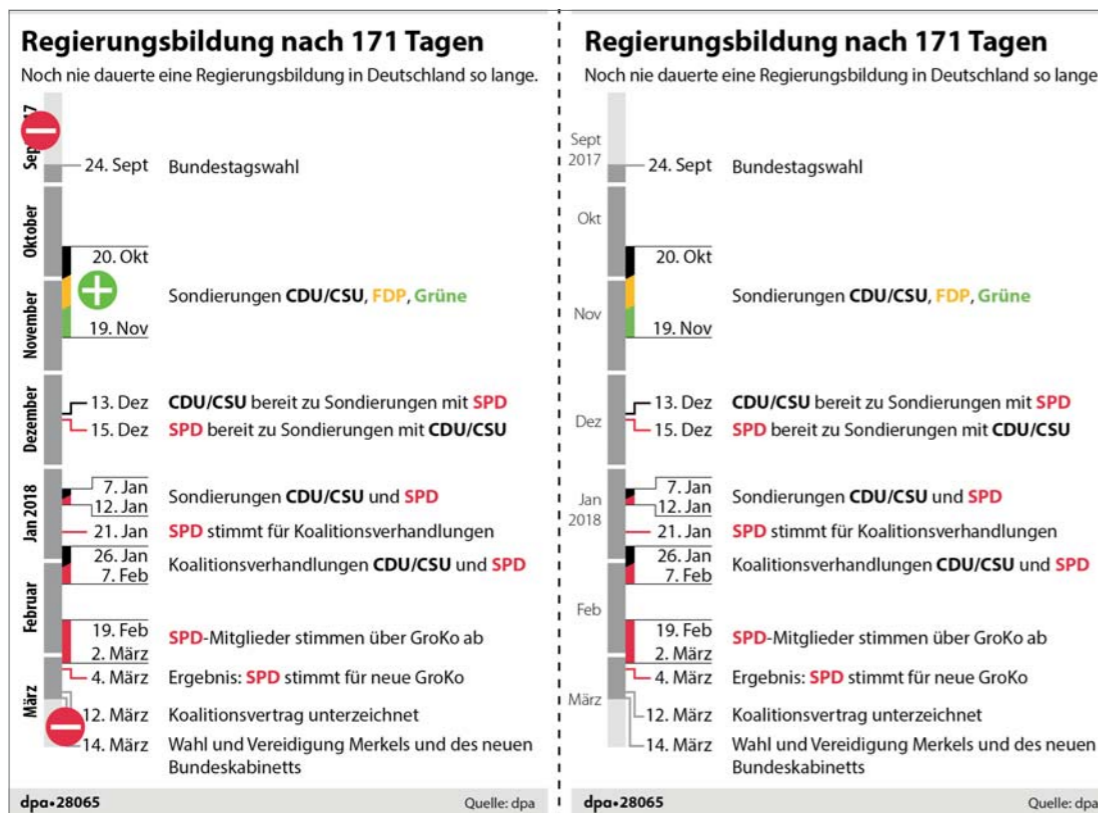 Regierungsbildung nach 171 Tagen
Noch nie dauerte eine Regierungsbildung in Deutschland so lange.
24. Sept Bundestagswahl
Oktober
20. Okt
Sondierungen CDU/CSU, FDP, Grüne
November
19. Nov
Dezember
13. Dez CDU/CSU bereit zu Sondierungen mit SPD
15. Dez SPD bereit zu Sondierungen mit CDU/CSU
Jan 2018
7. Jan
Sondierungen CDU/CSU und SPD
12. Jan
21. Jan SPD stimmt für Koalitionsverhandlungen
26. Jan
Koalitionsverhandlungen CDU/CSU und SPD
7. Feb
Februar
19. Feb
SPD-Mitglieder stimmen über GroKo ab
2. März
März
4. März Ergebnis: SPD stimmt für neue GroKo
12. März Koalitionsvertrag unterzeichnet
14. März Wahl und Vereidigung Merkels und des neuen
Bundeskabinetts
dpa•28065 Quelle: dpa
Regierungsbildung nach 171 Tagen
Noch nie dauerte eine Regierungsbildung in Deutschland so lange
Sept
2017
24. Sept Bundestagswahl
Okt
20. Okt
Sondierungen CDU/CSU, FDP, Grüne
Nov
19. Nov
13. Dez CDU/CSU bereit zu Sondierungen mit SPD
Dez
15. Dez SPD bereit zu Sondierungen mit CDU/CSU
7. Jan
Sondierungen CDU/CSU und SPD
Jan
2018
12. Jan
21. Jan SPD stimmt für Koalitionsverhandlungen
26. Jan
Koalitionsverhandlungen CDU/CSU und SPD
7. Feb
Feb
19. Feb
SPD-Mitglieder stimmen über GroKo ab
2. März
4. März Ergebnis: SPD stimmt für neue GroKo
März
12. März Koalitionsvertrag unterzeichnet
14. März Wahl und Vereidigung Merkels und des neuen
Bundeskabinetts
dpa•28065 Quelle: dpa